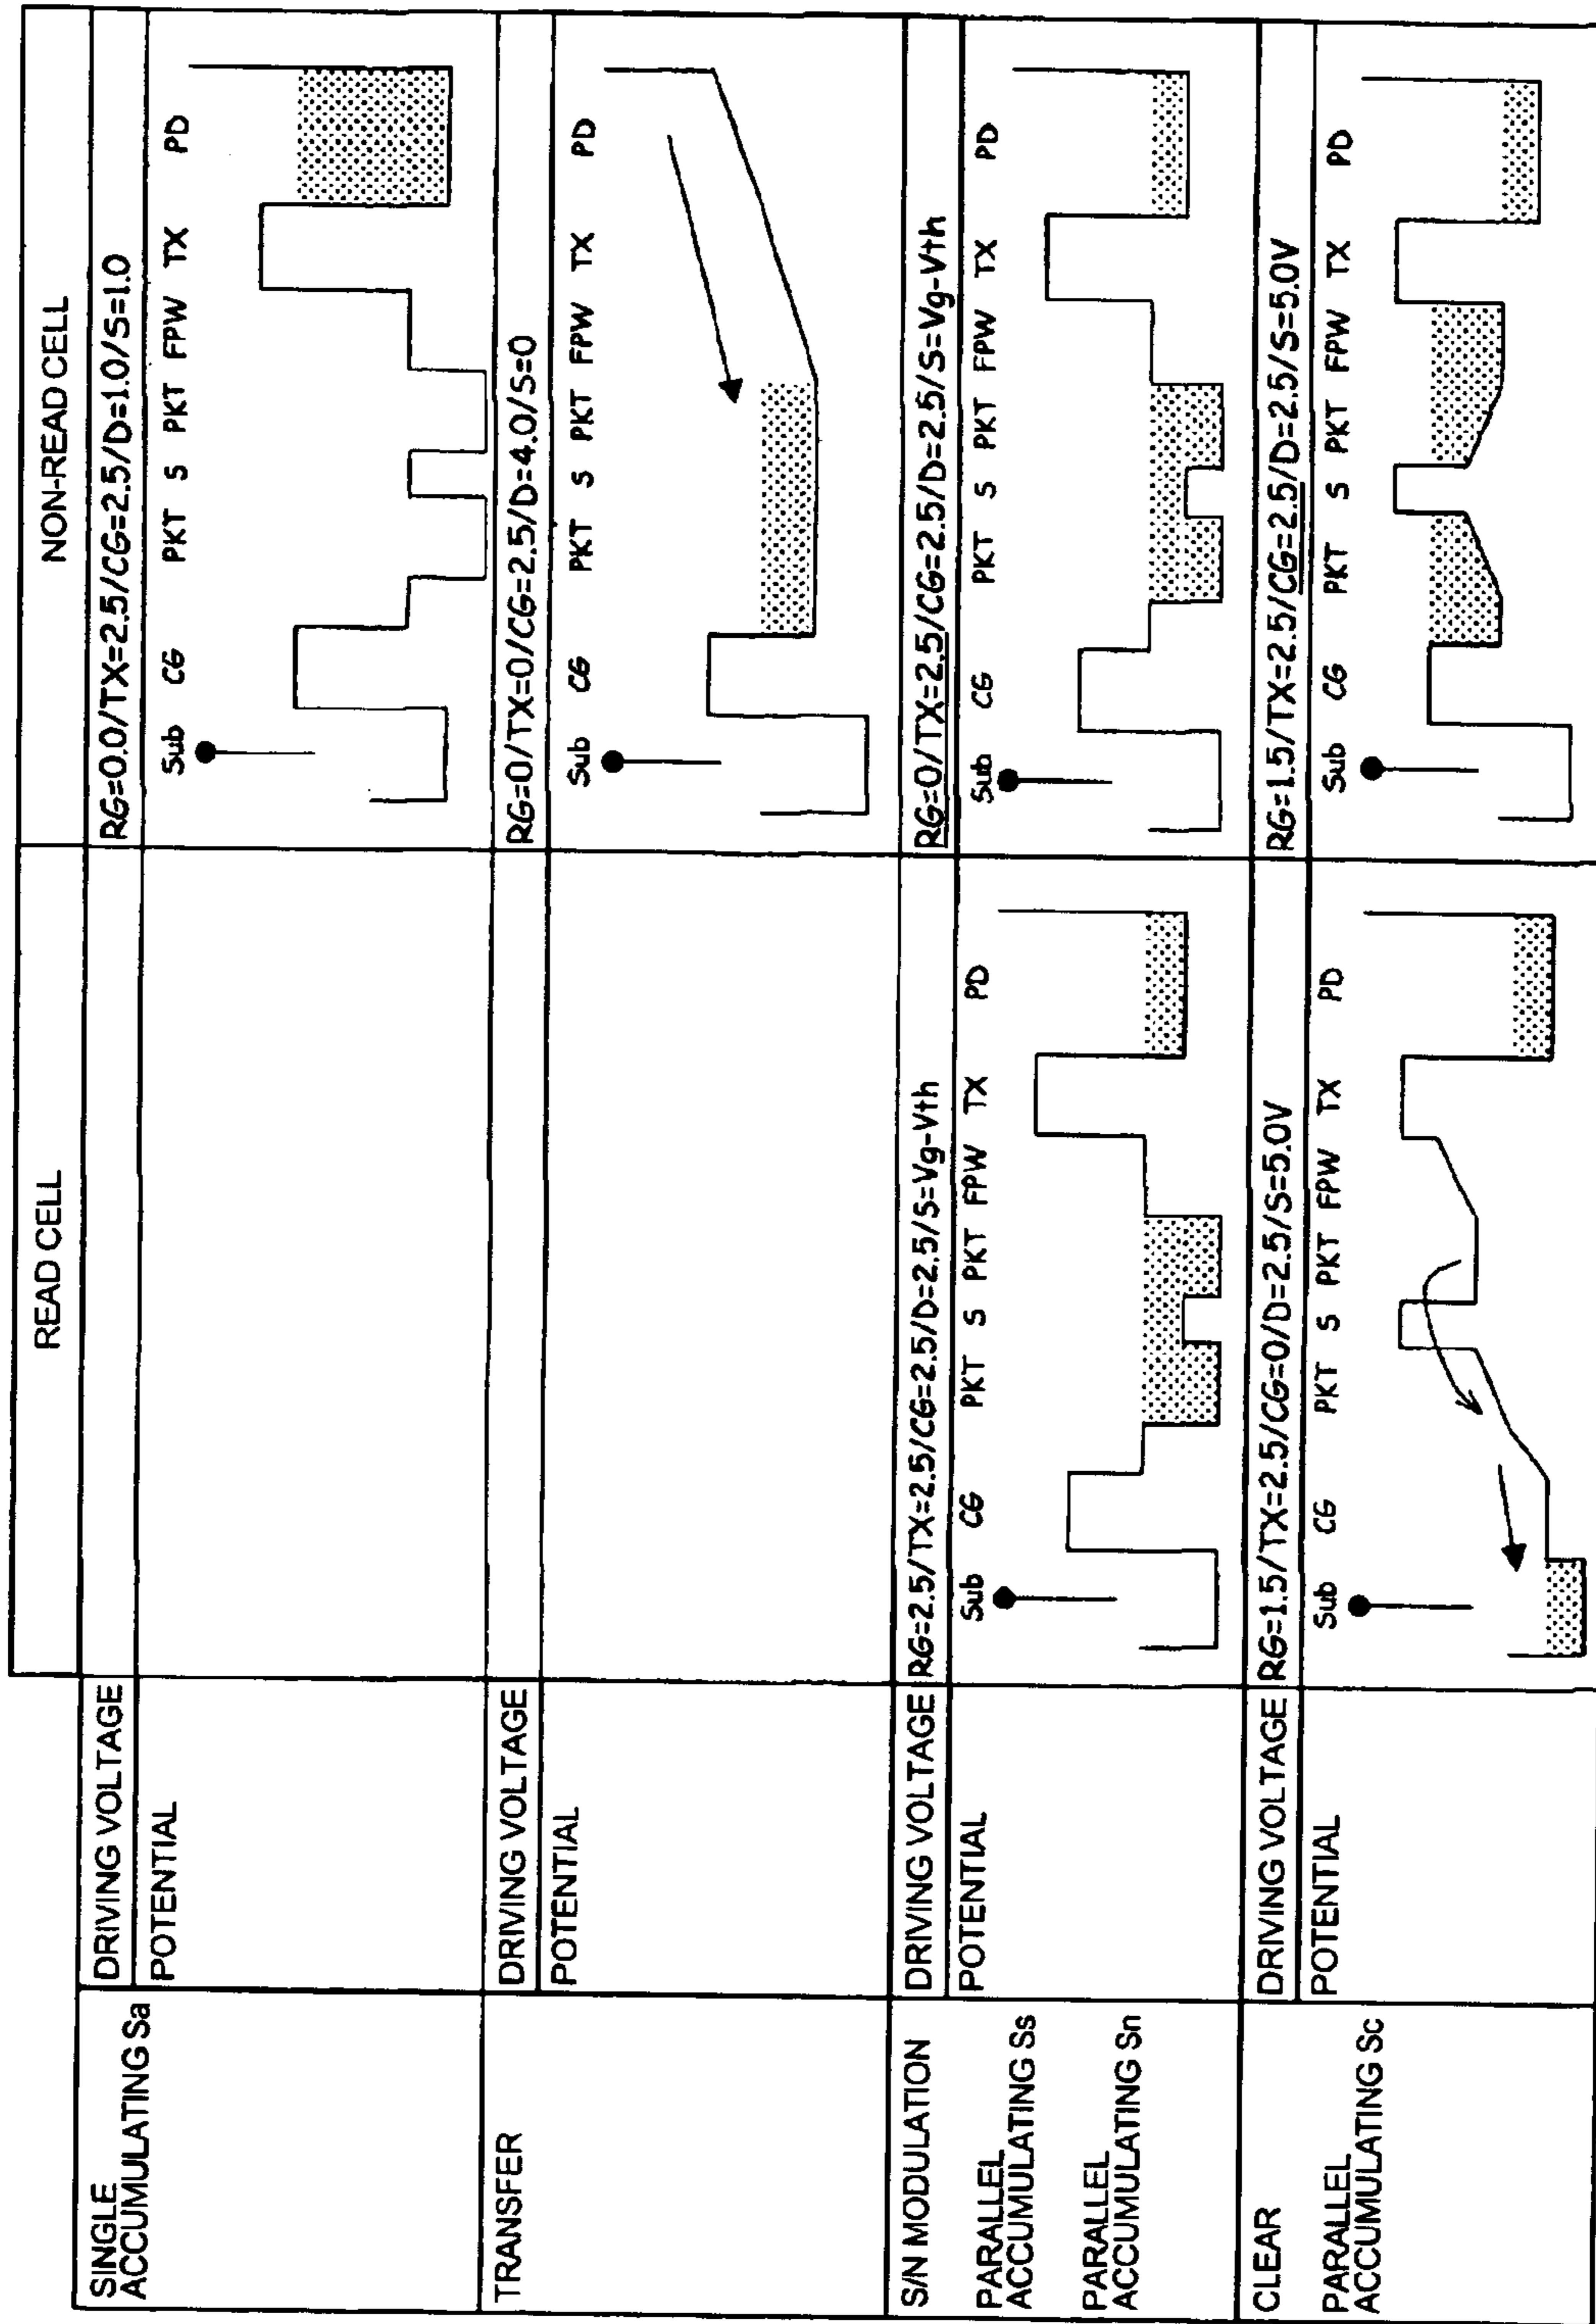 READ CELL
NON-READ CELL
SINGLE
ACCUMULATING Sa
DRIVING VOLTAGE
RG=0.0/TX=2.5/CG=2.5/D=1.0/S=1.0
POTENTIAL
Sub CG PKT S PKT FPW TX PD
TRANSFER
DRIVING VOLTAGE
RG=0/TX=0/CG=2.5/D=4.0/S=0
POTENTIAL
Sub CG PKT S PKT FPW TX PD
S/N MODULATION
PARALLEL
ACCUMULATING Ss
PARALLEL
ACCUMULATING Sn
DRIVING VOLTAGE
RG=2.5/TX=2.5/CG=2.5/D=2.5/S=Vg-Vth
RG=0/TX=2.5/CG=2.5/D=2.5/S=Vg-Vth
POTENTIAL
Sub CG PKT S PKT FPW TX PD
Sub CG PKT S PKT FPW TX PD
CLEAR
PARALLEL
ACCUMULATING Sc
DRIVING VOLTAGE
RG=1.5/TX=2.5/CG=0/D=2.5/S=5.0V
RG=1.5/TX=2.5/CG=2.5/D=2.5/S=5.0V
POTENTIAL
Sub CG PKT S PKT FPW TX PD
Sub CG PKT S PKT FPW TX PD